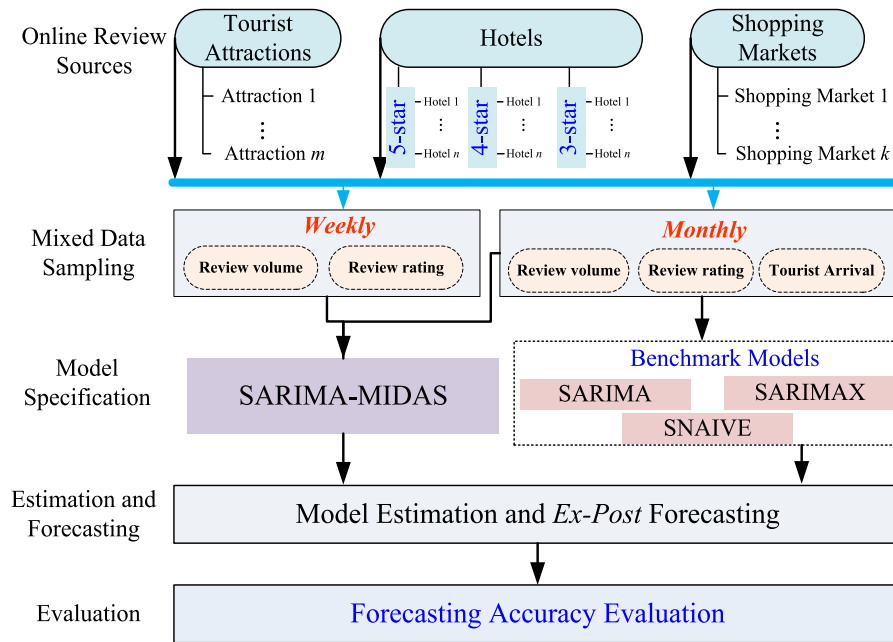 Online Review
Sources
Tourist
Attractions
Hotels
Shopping
Markets
Attraction 1
⋮
Attraction m
5-star
Hotel 1
⋮
Hotel n
4-star
Hotel 1
⋮
Hotel n
3-star
Hotel 1
⋮
Hotel n
Shopping Market 1
⋮
Shopping Market k
Mixed Data
Sampling
Weekly
Review volume
Review rating
Monthly
Review volume
Review rating
Tourist Arrival
Model
Specification
SARIMA-MIDAS
Benchmark Models
SARIMA
SARIMAX
SNAIVE
Estimation and
Forecasting
Model Estimation and Ex-Post Forecasting
Evaluation
Forecasting Accuracy Evaluation